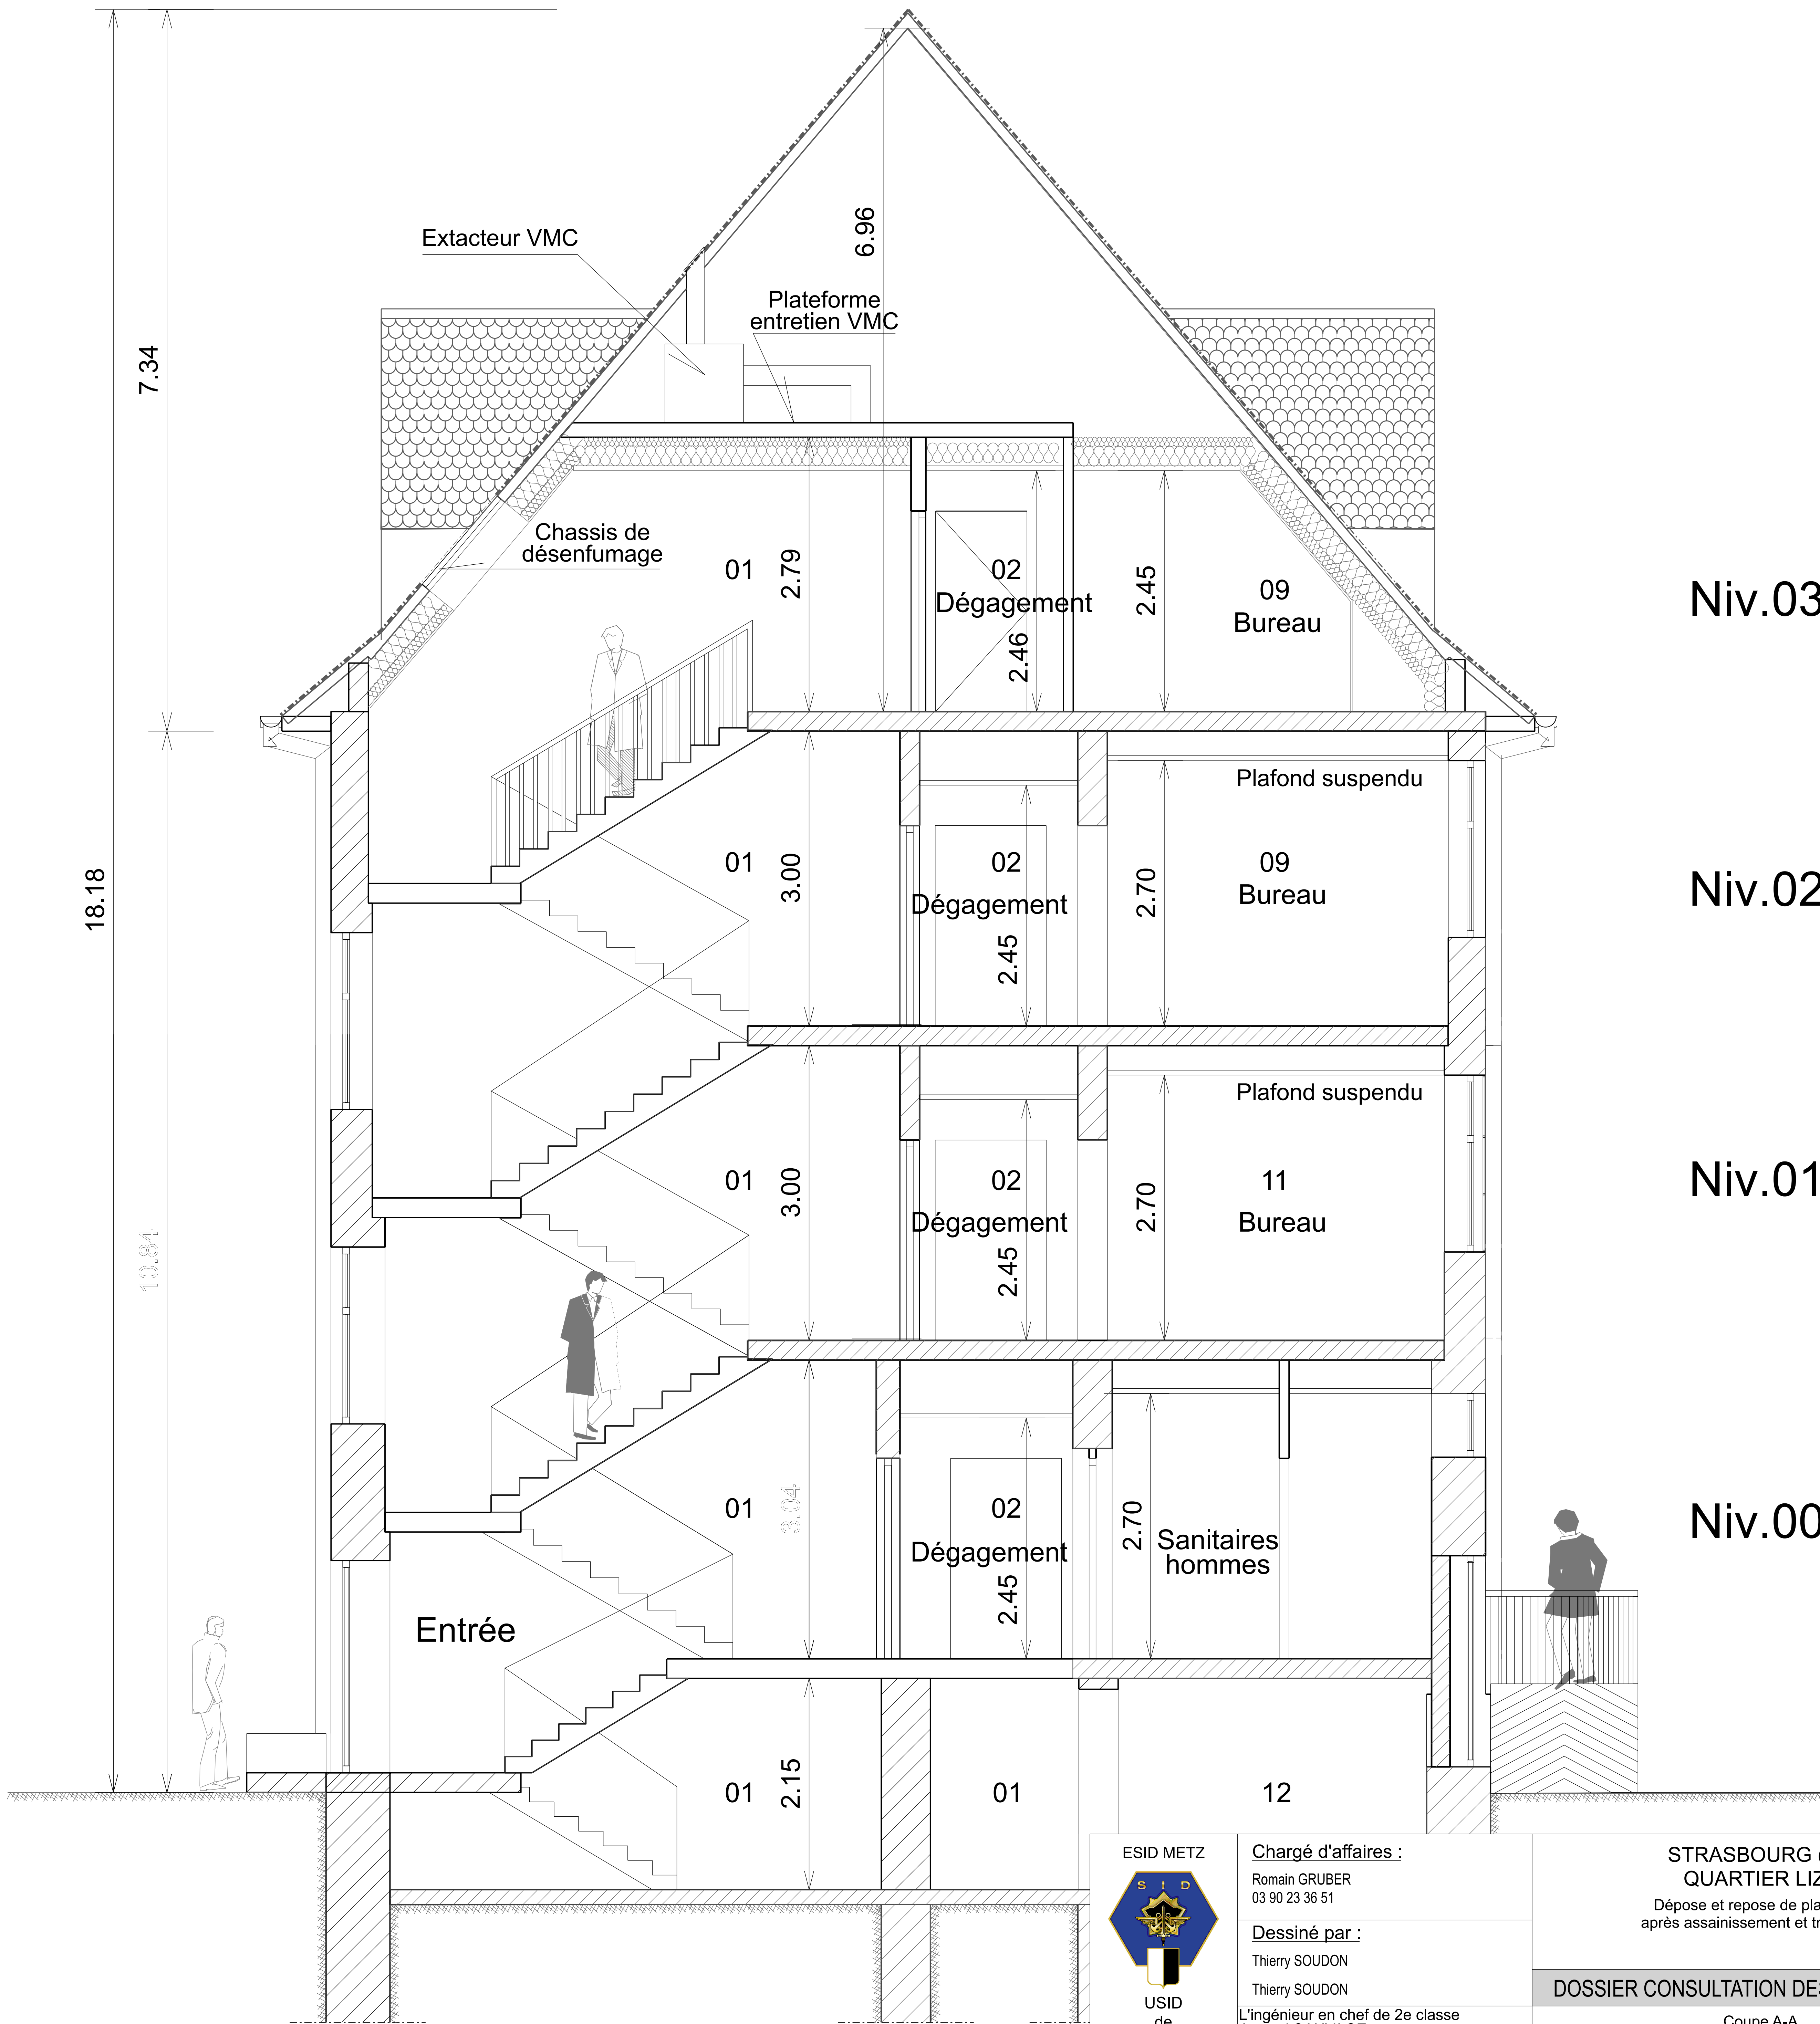 Extacteur VMC
Plateforme
entretien VMC
6.96
7.34
18.18
10.84
Chassis de
désenfumage
01
2.79
02
Dégagement
2.46
2.45
09
Bureau
Niv.03
Plafond suspendu
01
3.00
02
Dégagement
2.45
2.70
09
Bureau
Niv.02
Plafond suspendu
01
3.00
02
Dégagement
2.45
2.70
11
Bureau
Niv.01
01
3.04
02
Dégagement
2.45
2.70
Sanitaires
hommes
Niv.00
Entrée
01
2.15
01
12
ESID METZ
S I D
USID
de
Chargé d'affaires :
Romain GRUBER
03 90 23 36 51
Dessiné par :
Thierry SOUDON
Thierry SOUDON
L'ingénieur en chef de 2e classe
STRASBOURG
QUARTIER LIZ
Dépose et repose de pla
après assainissement et tr
DOSSIER CONSULTATION DES
Coupe A-A